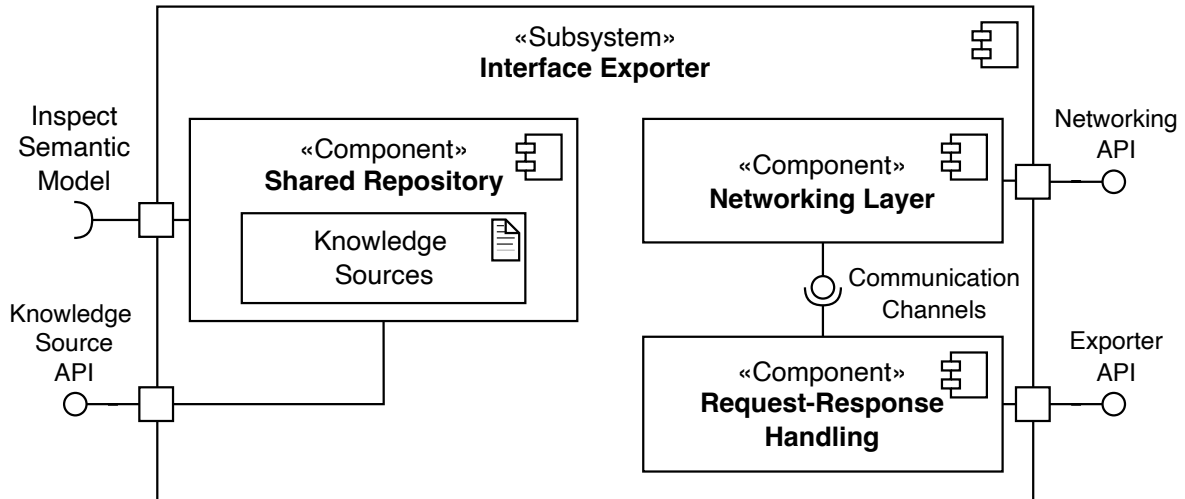 «Subsystem»
Interface Exporter
Inspect
Semantic
Model
«Component»
Shared Repository
Knowledge
Sources
Knowledge
Source
API
«Component»
Networking Layer
Networking
API
Communication
Channels
«Component»
Request-Response
Handling
Exporter
API